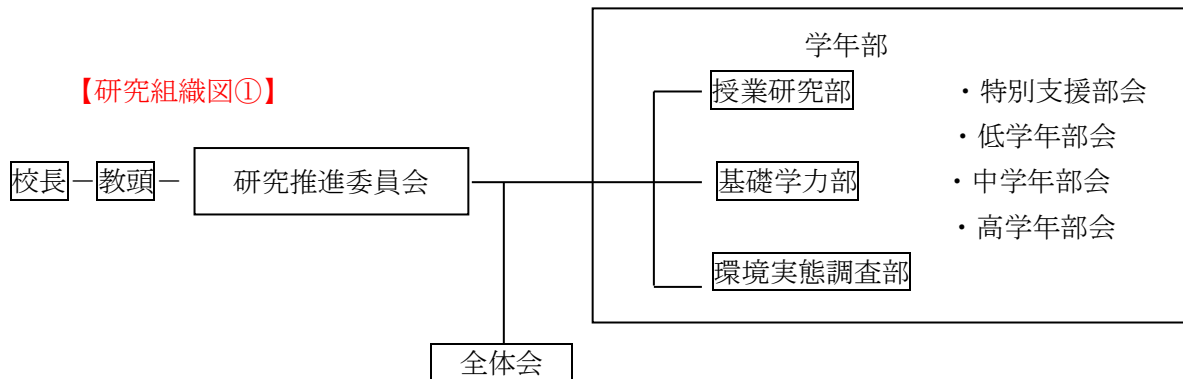 学年部
【研究組織図①】
授業研究部 ・特別支援部会
・低学年部会
校長－教頭－ 研究推進委員会 基礎学力部 ・中学年部会
・高学年部会
環境実態調査部
全体会